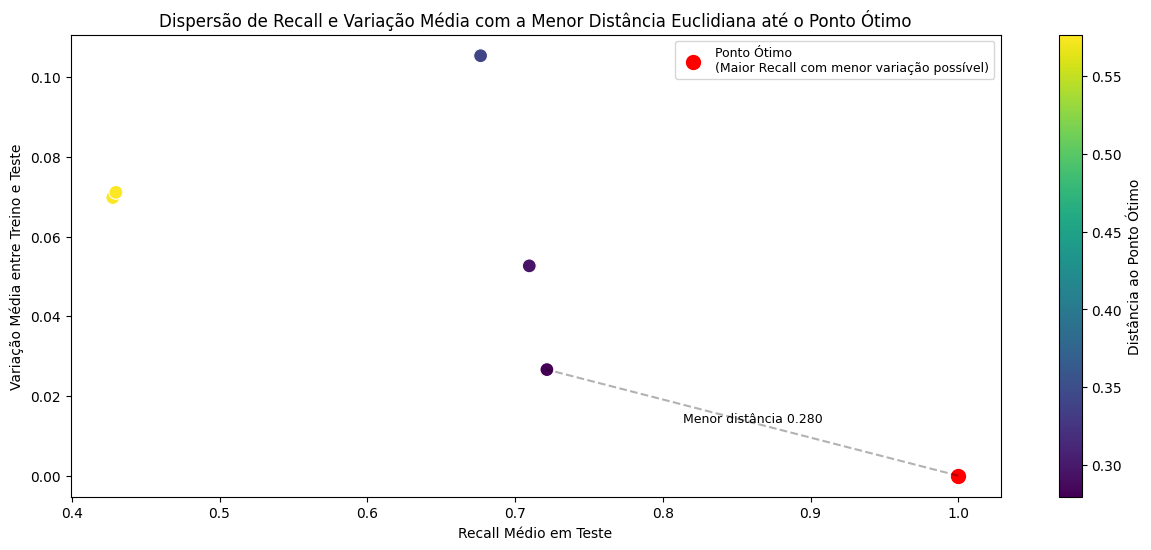 Dispersão de Recall e Variação Média com a Menor Distância Euclidiana até o Ponto Ótimo
Ponto Ótimo
(Maior Recall com menor variação possível)
Variação Média entre Treino e Teste
0.10
0.08
0.06
0.04
0.02
0.00
Menor distância 0.280
0.4
0.5
0.6
0.7
0.8
0.9
1.0
Recall Médio em Teste
0.55
0.50
0.45
0.40
0.35
0.30
Distância ao Ponto Ótimo